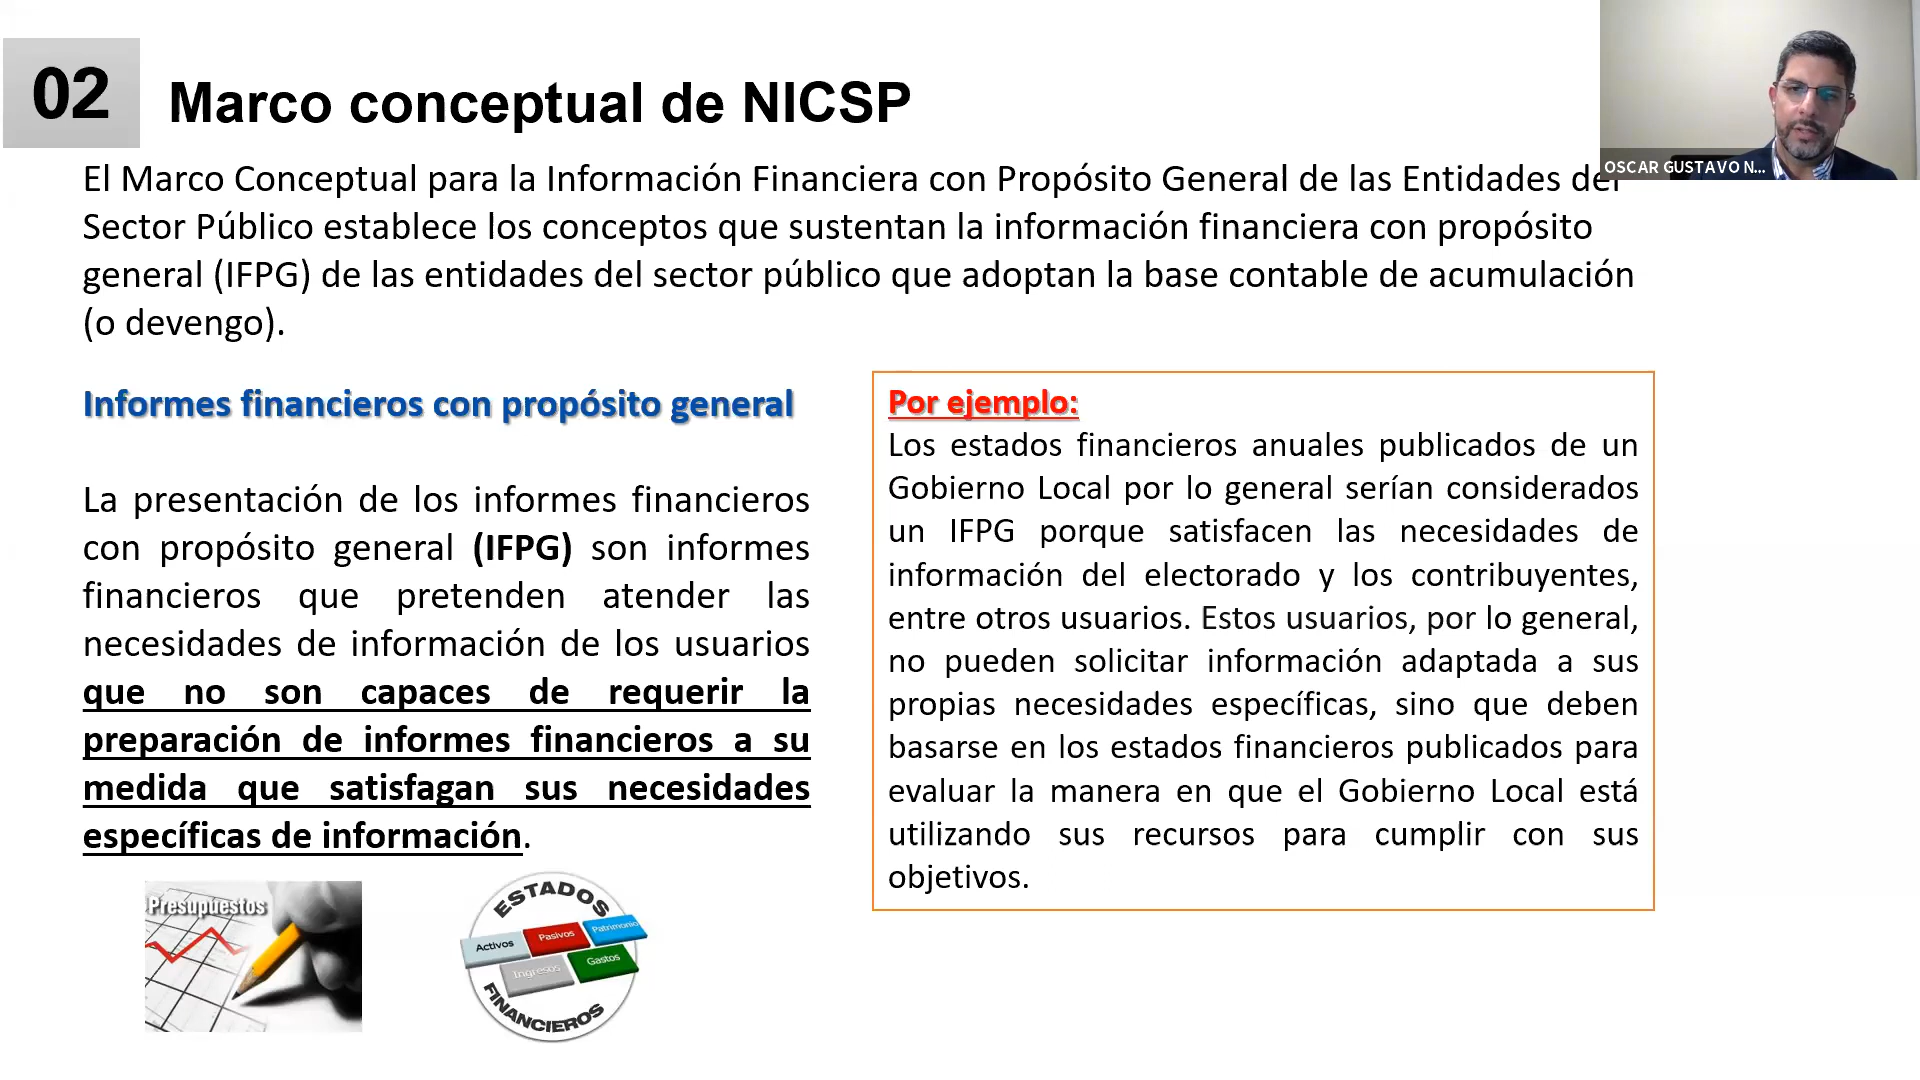 02
Marco conceptual de NICSP
OSCAR GUSTAVO N...
El Marco Conceptual para la Información Financiera con Propósito General de las Entidades del
Sector Público establece los conceptos que sustentan la información financiera con propósito
general (IFPG) de las entidades del sector público que adoptan la base contable de acumulación
(o devengo).
Informes financieros con propósito general
La presentación de los informes financieros
con propósito general (IFPG) son informes
financieros que pretenden atender las
necesidades de información de los usuarios
que no son capaces de requerir la
preparación de informes financieros a su
medida que satisfagan sus necesidades
específicas de información.
Por ejemplo:
Los estados financieros anuales publicados de un
Gobierno Local por lo general serían considerados
un IFPG porque satisfacen las necesidades de
información del electorado y los contribuyentes,
entre otros usuarios. Estos usuarios, por lo general,
no pueden solicitar información adaptada a sus
propias necesidades específicas, sino que deben
basarse en los estados financieros publicados para
evaluar la manera en que el Gobierno Local está
utilizando sus recursos para cumplir con sus
objetivos.
Presupuestos
ESTADOS
Activos Pasivos Patrimonio
Ingresos Gastos
FINANCIEROS